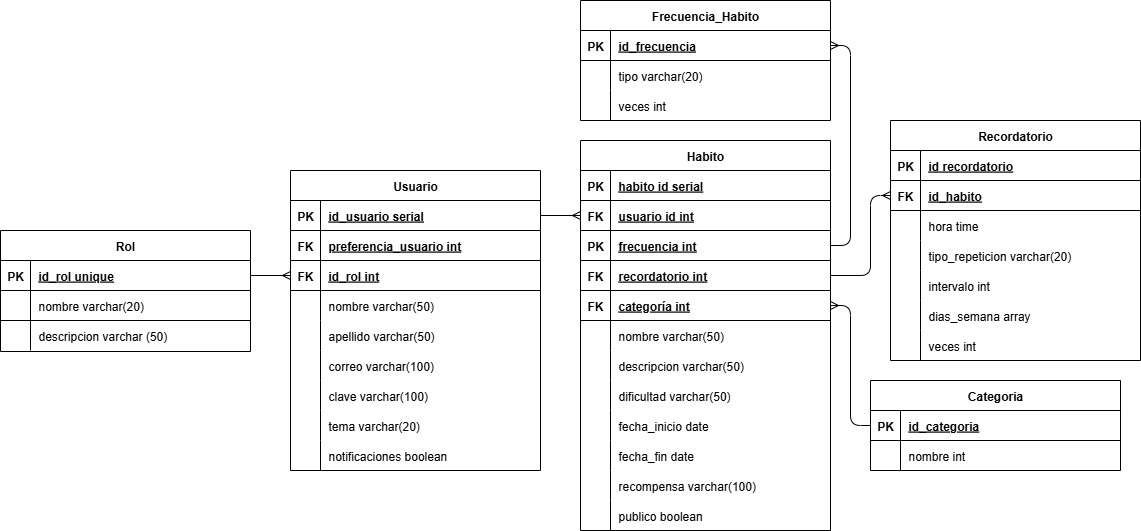 Frecuencia_Habito
PK id_frecuencia
tipo varchar(20)
veces int
Rol
PK id_rol unique
nombre varchar(20)
descripcion varchar (50)
Usuario
PK id_usuario serial
FK preferencia_usuario int
FK id_rol int
nombre varchar(50)
apellido varchar(50)
correo varchar(100)
clave varchar(100)
tema varchar(20)
notificaciones boolean
Habito
PK habito id serial
FK usuario id int
PK frecuencia int
FK recordatorio int
FK categoría int
nombre varchar(50)
descripcion varchar(50)
dificultad varchar(50)
fecha_inicio date
fecha_fin date
recompensa varchar(100)
publico boolean
Recordatorio
PK id recordatorio
FK id_habito
hora time
tipo_repeticion varchar(20)
intervalo int
dias_semana array
veces int
Categoria
PK id_categoria
nombre int